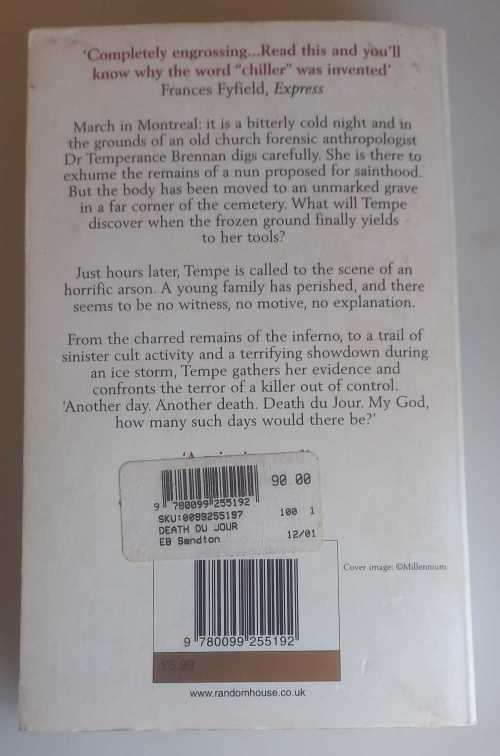 'Completely engrossing...Read this and you'll
know why the word "chiller" was invented'
Frances Fyfield, Express
March in Montreal: it is a bitterly cold night and in
the grounds of an old church forensic anthropologist
Dr Temperance Brennan digs carefully. She is there to
exhume the remains of a nun proposed for sainthood.
But the body has been moved to an unmarked grave
in a far corner of the cemetery. What will Tempe
discover when the frozen ground finally yields
to her tools?
Just hours later, Tempe is called to the scene of an
horrific arson. A young family has perished, and there
seems to be no witness, no motive, no explanation.
From the charred remains of the inferno, to a trail of
sinister cult activity and a terrifying showdown during
an ice storm, Tempe gathers her evidence and
confronts the terror of a killer out of control.
'Another day. Another death. Death du Jour. My God,
how many such days would there be?'
90.00
9 780099 255192
SKU:0099255197 100 1
DEATH DU JOUR
EB Sandton 12/01
Cover image: ©Millennium
9 780099 255192
£5.99
www.randomhouse.co.uk